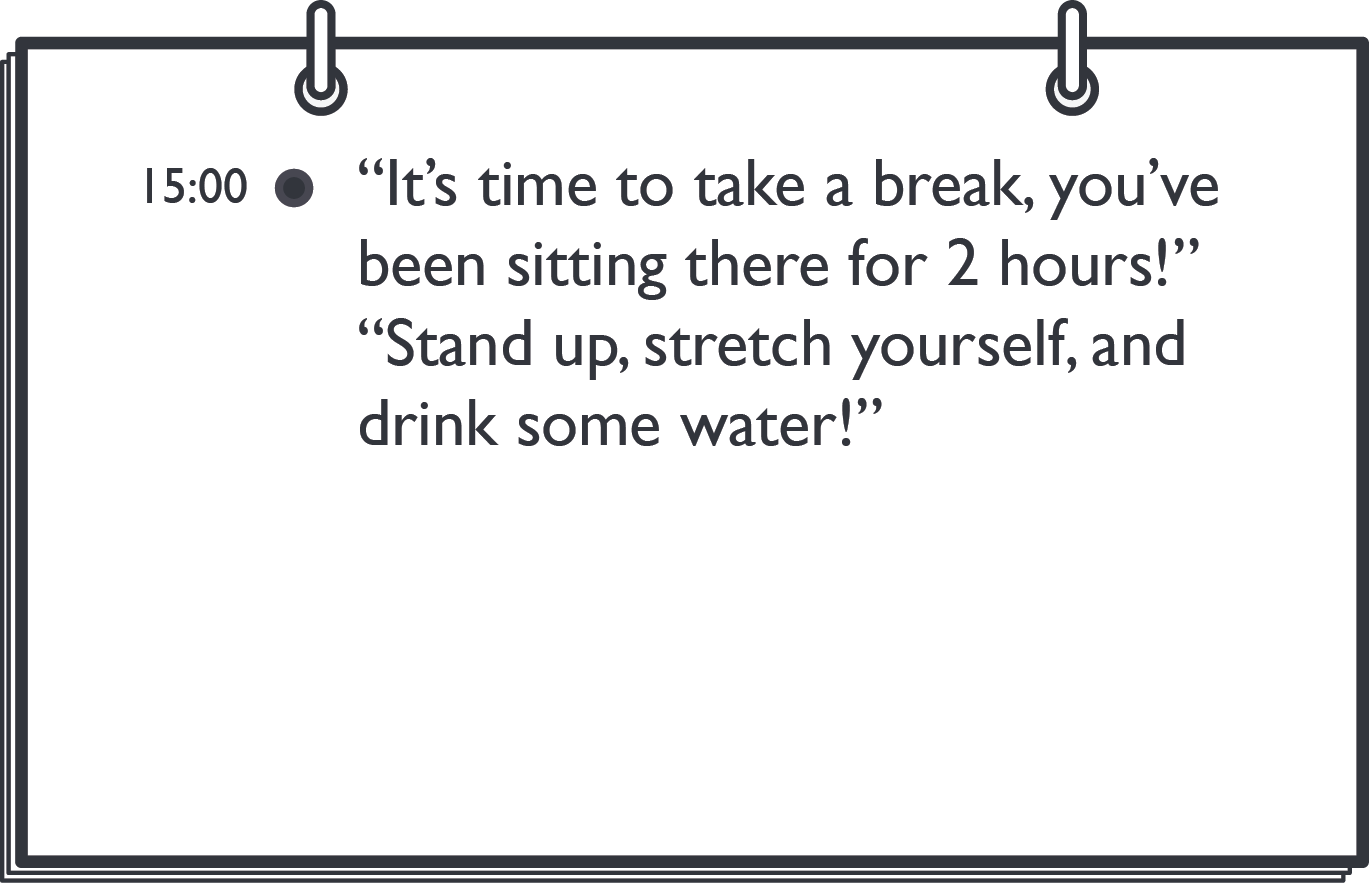 15:00 “It’s time to take a break, you’ve
been sitting there for 2 hours!”
“Stand up, stretch yourself, and
drink some water!”